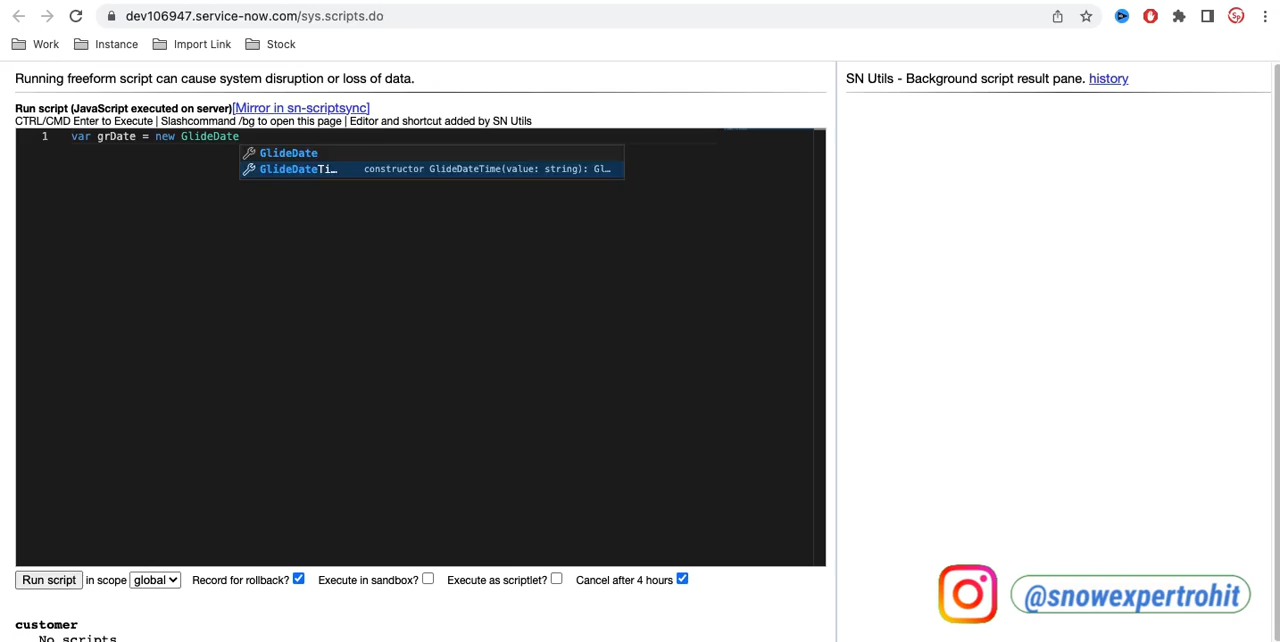 dev106947.service-now.com/sys.scripts.do
Sp
Work Instance Import Link Stock
Running freeform script can cause system disruption or loss of data.
Run script (JavaScript executed on server)[Mirror in sn-scriptsync]
CTRL/CMD Enter to Execute | Slashcommand /bg to open this page | Editor and shortcut added by SN Utils
1 var grDate = new GlideDate
GlideDate
GlideDateTi… constructor GlideDateTime(value: string): Gl…
Run script in scope global Record for rollback? Execute in sandbox? Execute as scriptlet? Cancel after 4 hours
customer
No scripts
SN Utils - Background script result pane. history
@snowexpertrohit